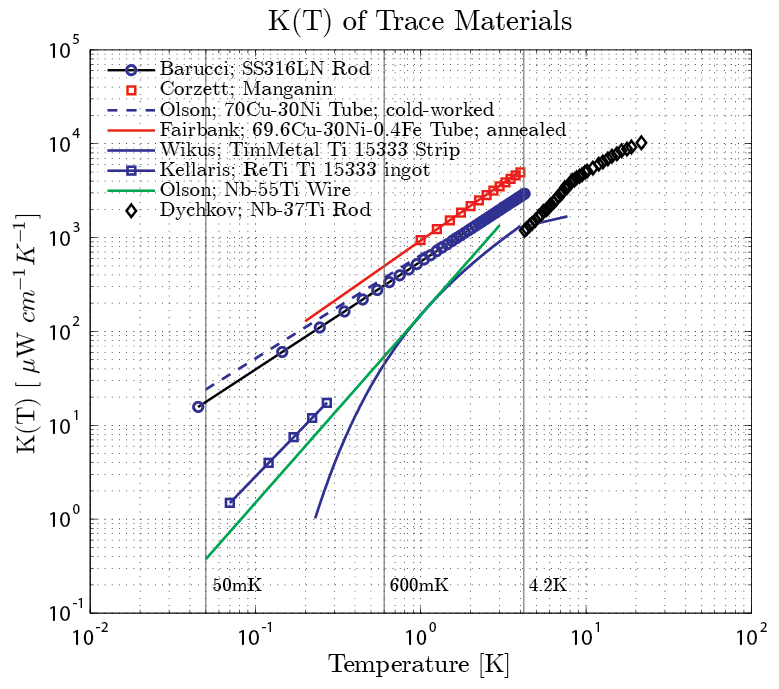 K(T) of Trace Materials
10^5
10^4
10^3
10^2
10^1
10^0
10^-1
K(T) [ μW cm^-1 K^-1]
Barucci; SS316LN Rod
Corzett; Manganin
Olson; 70Cu-30Ni Tube; cold-worked
Fairbank; 69.6Cu-30Ni-0.4Fe Tube; annealed
Wikus; TimMetal Ti 15333 Strip
Kellaris; ReTi Ti 15333 ingot
Olson; Nb-55Ti Wire
Dychkov; Nb-37Ti Rod
50mK
600mK
4.2K
10^-2
10^-1
10^0
10^1
10^2
Temperature [K]